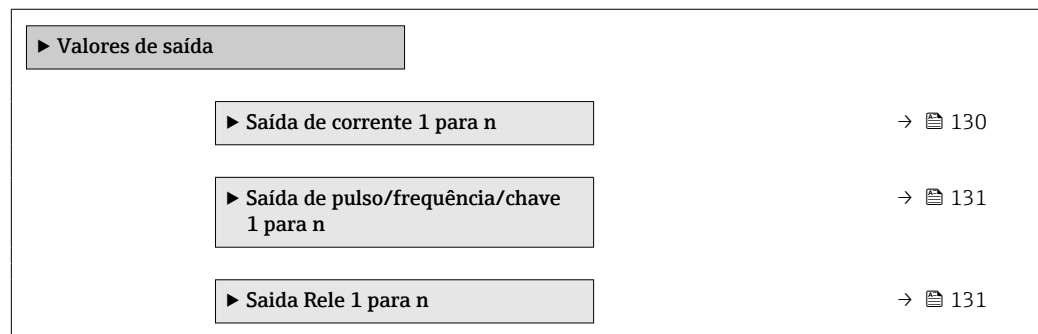 ▶ Valores de saída
▶ Saída de corrente 1 para n → 130
▶ Saída de pulso/frequência/chave
1 para n → 131
▶ Saida Rele 1 para n → 131